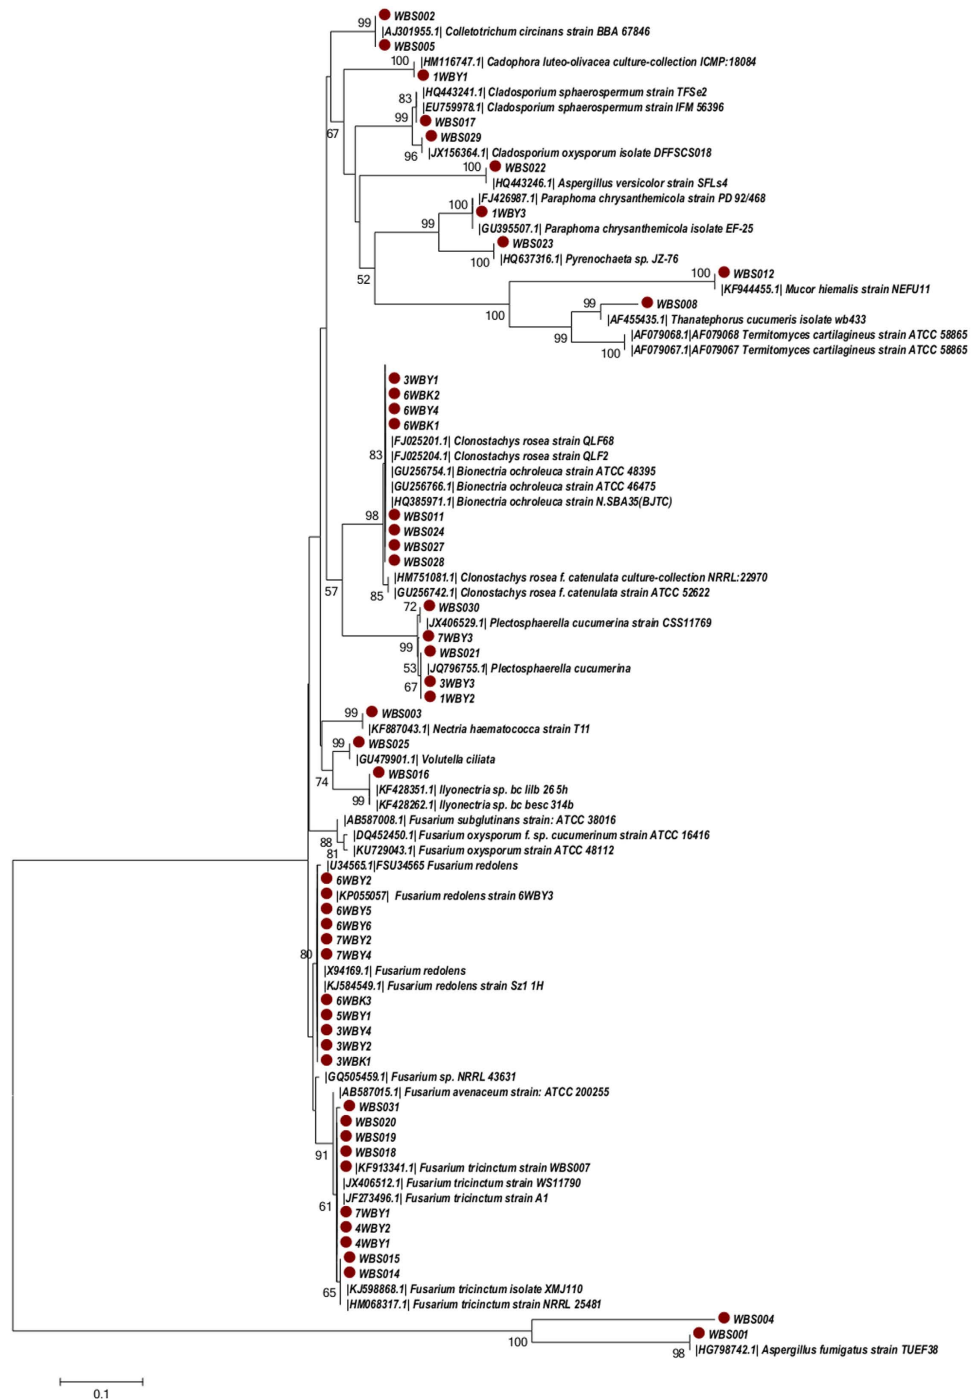 WBS002
99
|AJ301955.1| Colletotrichum circinans strain BBA 67846
WBS005
100
|HM116747.1| Cadophora luteo-olivacea culture-collection ICMP:18084
1WBY1
|HQ443241.1| Cladosporium sphaerospermum strain TFSe2
83
|EU759978.1| Cladosporium sphaerospermum strain IFM 56396
99
WBS017
67
WBS029
96
|JX156364.1| Cladosporium oxysporum isolate DFFSCS018
100
WBS022
|HQ443246.1| Aspergillus versicolor strain SFLs4
|FJ426987.1| Paraphoma chrysanthemicola strain PD 92/468
100
1WBY3
99
|GU395507.1| Paraphoma chrysanthemicola isolate EF-25
WBS023
100
|HQ637316.1| Pyrenochaeta sp. JZ-76
52
100
WBS012
|KF944455.1| Mucor hiemalis strain NEFU11
99
WBS008
100
|AF455435.1| Thanatephorus cucumeris isolate wb433
99
|AF079068.1|AF079068 Termitomyces cartilagineus strain ATCC 58865
100
|AF079067.1|AF079067 Termitomyces cartilagineus strain ATCC 58865
3WBY1
6WBK2
6WBY4
6WBK1
|FJ025201.1| Clonostachys rosea strain QLF68
83
|FJ025204.1| Clonostachys rosea strain QLF2
|GU256754.1| Bionectria ochroleuca strain ATCC 48395
|GU256766.1| Bionectria ochroleuca strain ATCC 46475
|HQ385971.1| Bionectria ochroleuca strain N.SBA35(BJTC)
98
WBS011
WBS024
WBS027
WBS028
|HM751081.1| Clonostachys rosea f. catenulata culture-collection NRRL:22970
57
85
|GU256742.1| Clonostachys rosea f. catenulata strain ATCC 52622
72
WBS030
|JX406529.1| Plectosphaerella cucumerina strain CSS11769
7WBY3
99
WBS021
53
|JQ796755.1| Plectosphaerella cucumerina
67
3WBY3
1WBY2
99
WBS003
|KF887043.1| Nectria haematococca strain T11
99
WBS025
|GU479901.1| Volutella ciliata
74
WBS016
|KF428351.1| Ilyonectria sp. bc lilb 26 5h
99
|KF428262.1| Ilyonectria sp. bc besc 314b
|AB587008.1| Fusarium subglutinans strain: ATCC 38016
|DQ452450.1| Fusarium oxysporum f. sp. cucumerinum strain ATCC 16416
88
81
|KU729043.1| Fusarium oxysporum strain ATCC 48112
|U34565.1|FSU34565 Fusarium redolens
6WBY2
|KP055057| Fusarium redolens strain 6WBY3
6WBY5
6WBY6
7WBY2
80
7WBY4
|X94169.1| Fusarium redolens
|KJ584549.1| Fusarium redolens strain Sz1 1H
6WBK3
5WBY1
3WBY4
3WBY2
3WBK1
|GQ505459.1| Fusarium sp. NRRL 43631
|AB587015.1| Fusarium avenaceum strain: ATCC 200255
WBS031
WBS020
WBS019
91
WBS018
|KF913341.1| Fusarium tricinctum strain WBS007
|JX406512.1| Fusarium tricinctum strain WS11790
|JF273496.1| Fusarium tricinctum strain A1
61
7WBY1
4WBY2
4WBY1
WBS015
WBS014
65
|KJ598868.1| Fusarium tricinctum isolate XMJ110
|HM068317.1| Fusarium tricinctum strain NRRL 25481
WBS004
100
WBS001
98
|HG798742.1| Aspergillus fumigatus strain TUEF38
0.1